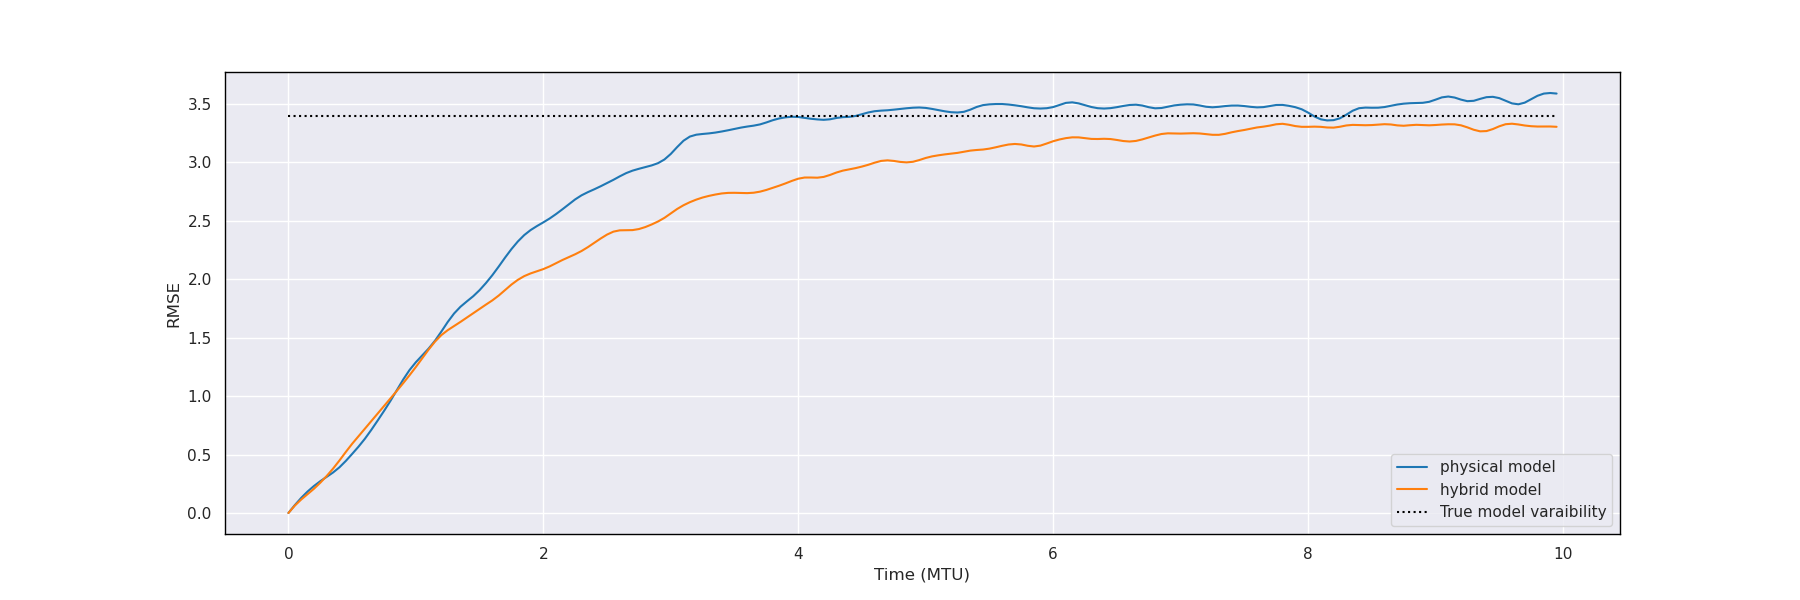 3.5
3.0
2.5
2.0
1.5
1.0
0.5
0.0
RMSE
physical model
hybrid model
True model varaibility
0 2 4 6 8 10
Time (MTU)